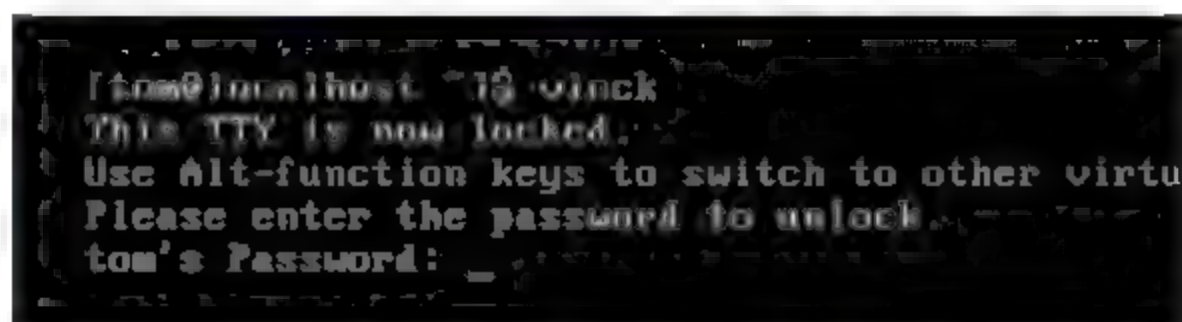 [tom@localhost ~]$ vlock
This TTY is now locked.
Use Alt-function keys to switch to other virtu
Please enter the password to unlock.
tom's Password: _